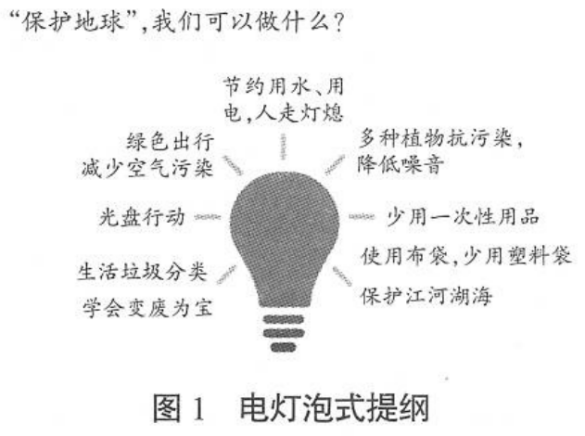 “保护地球”,我们可以做什么?
节约用水、用
电,人走灯熄
绿色出行
减少空气污染
多种植物抗污染,
降低噪音
光盘行动
少用一次性用品
生活垃圾分类
学会变废为宝
使用布袋,少用塑料袋
保护江河湖海
图1 电灯泡式提纲